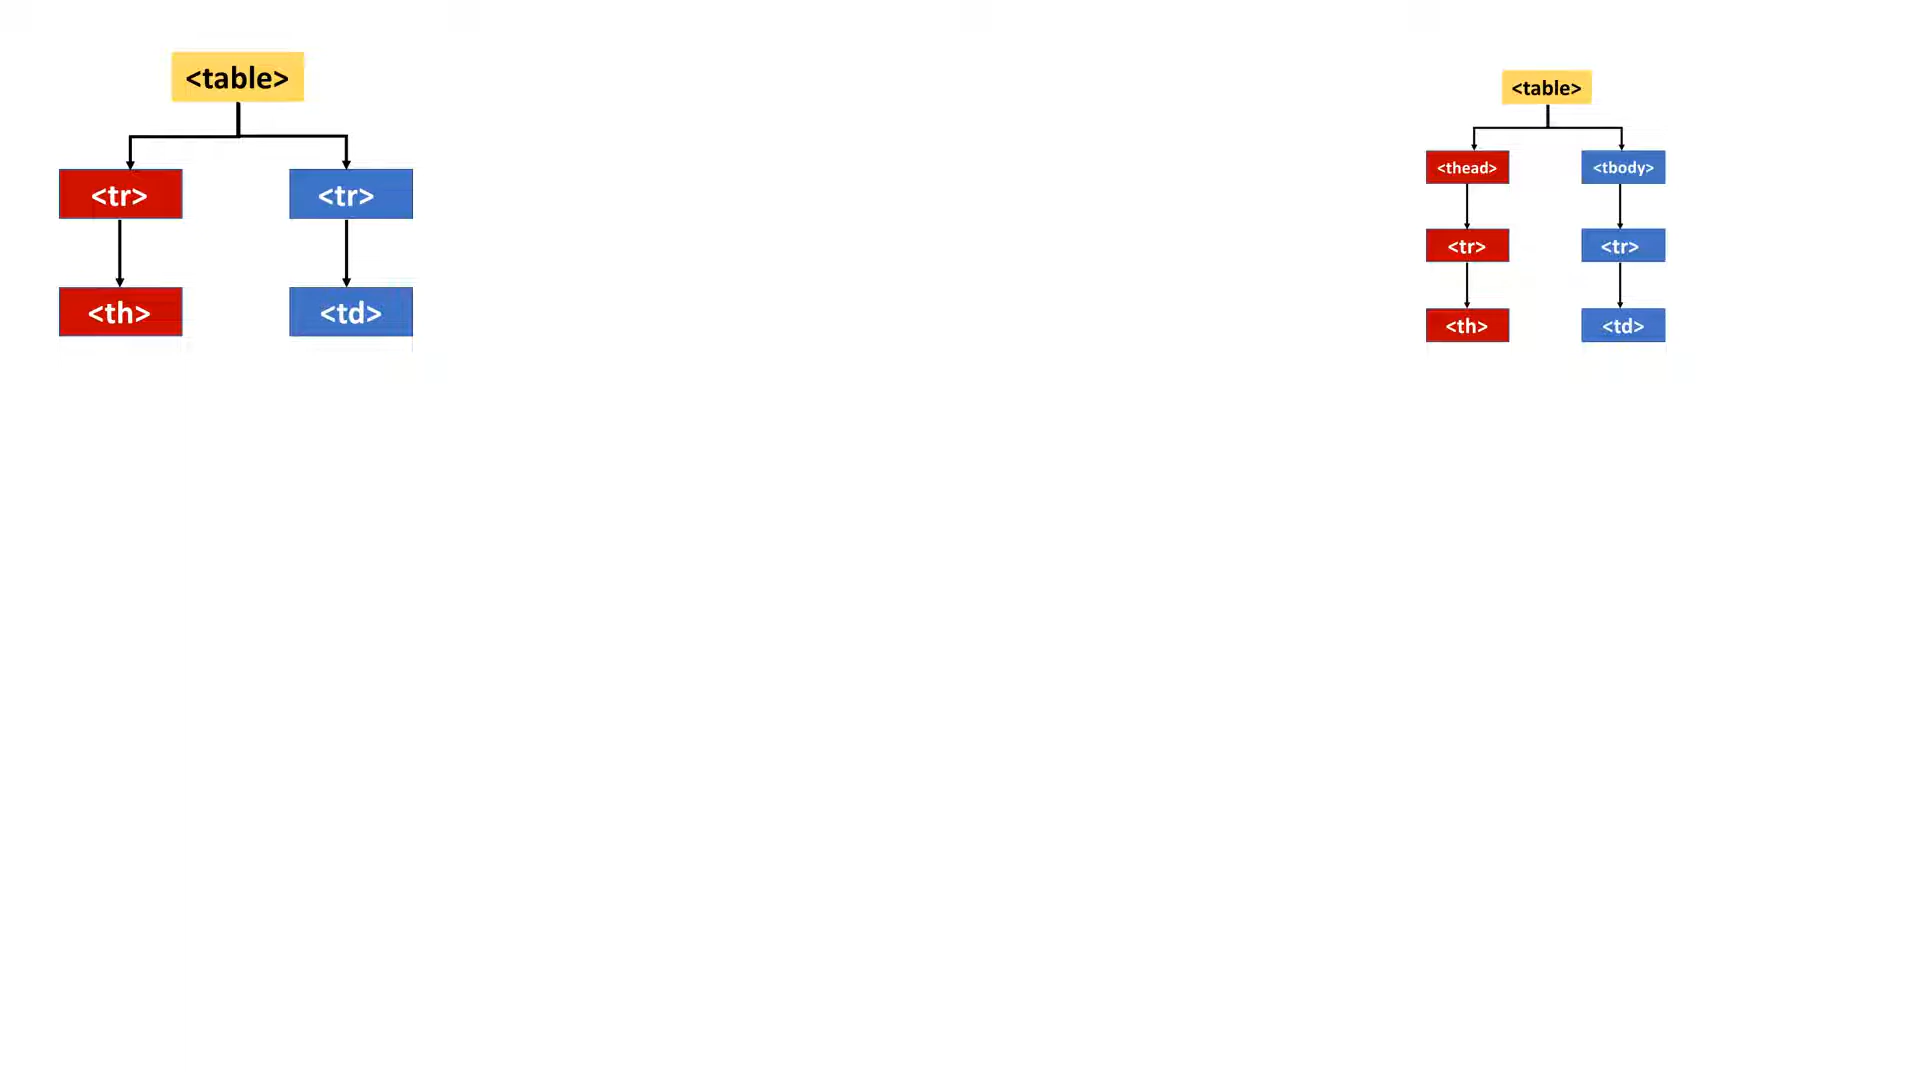 <table>
<tr> <tr>
<th> <td>
<table>
<thead> <tbody>
<tr> <tr>
<th> <td>